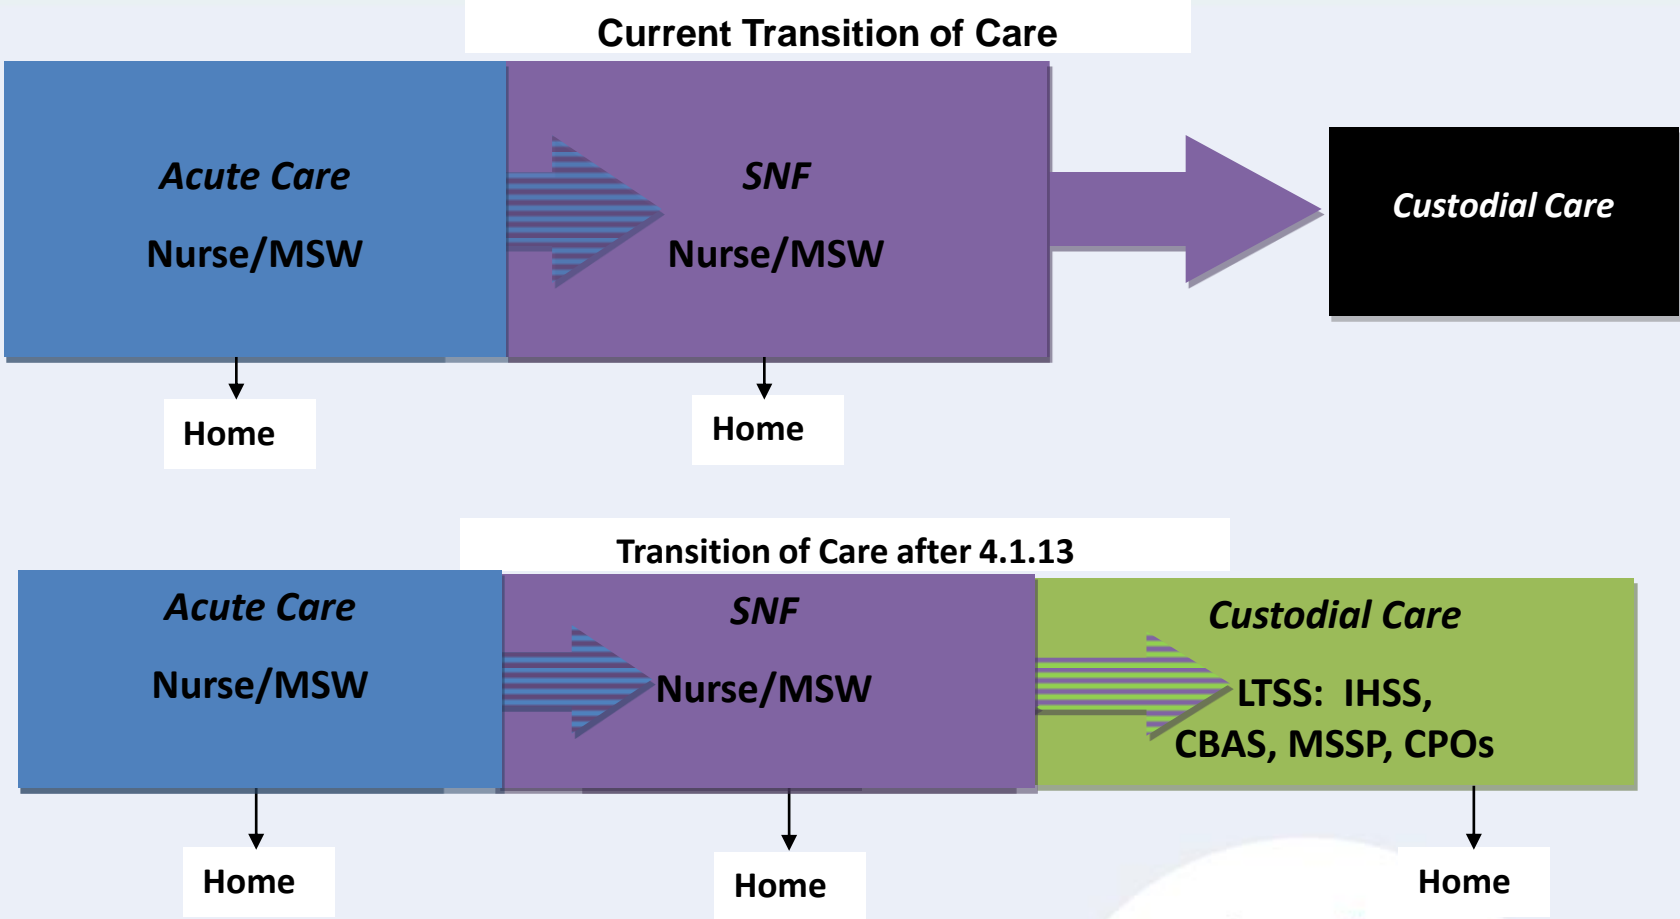 Current Transition of Care
Acute Care
Nurse/MSW
SNF
Nurse/MSW
Custodial Care
Home
Home
Transition of Care after 4.1.13
Acute Care
Nurse/MSW
SNF
Nurse/MSW
Custodial Care
LTSS:  IHSS,
CBAS, MSSP, CPOs
Home
Home
Home